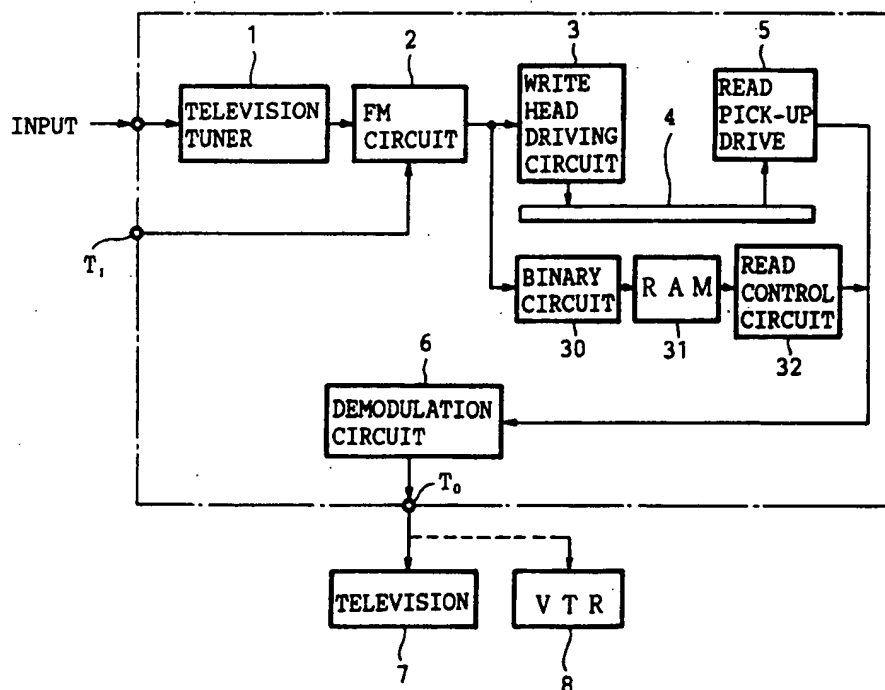 1
2
3
5
TELEVISION
TUNER
FM
CIRCUIT
WRITE
HEAD
DRIVING
CIRCUIT
4
READ
PICK-UP
DRIVE
INPUT
T₁
BINARY
CIRCUIT
R A M
READ
CONTROL
CIRCUIT
30
31
32
6
DEMODULATION
CIRCUIT
T₀
TELEVISION
V T R
7
8